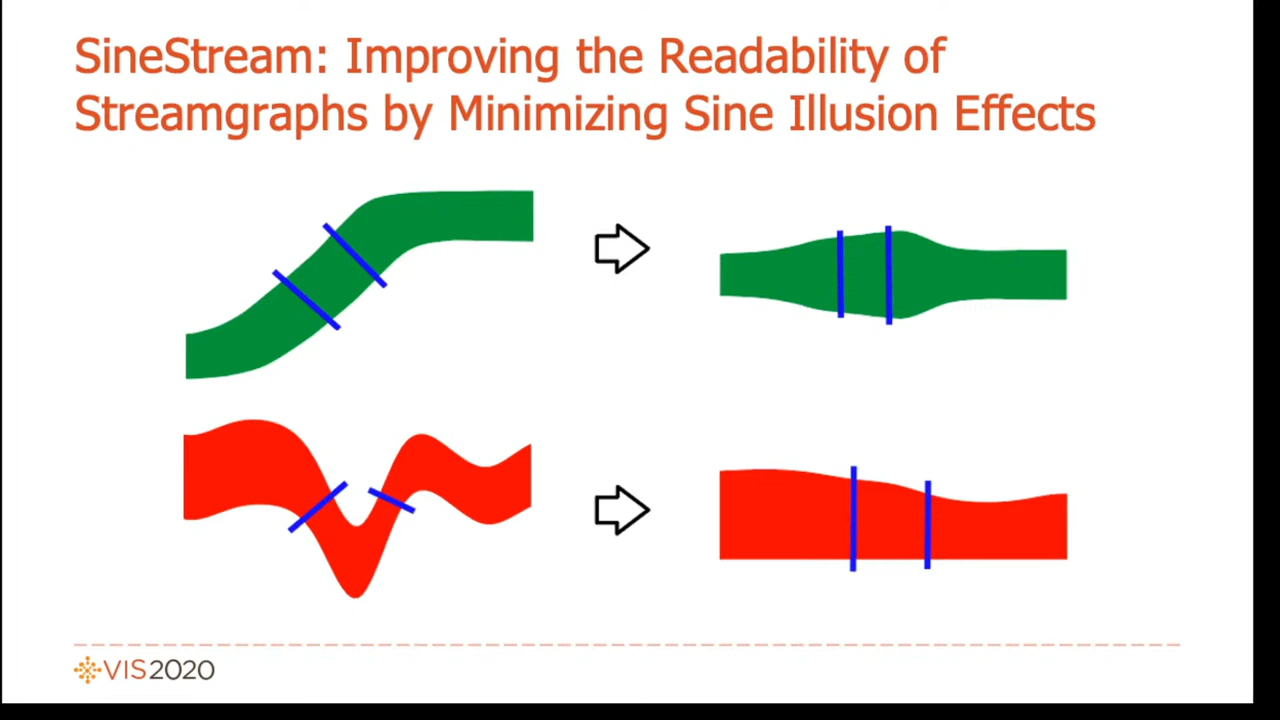 SineStream: Improving the Readability of
Streamgraphs by Minimizing Sine Illusion Effects
VIS2020